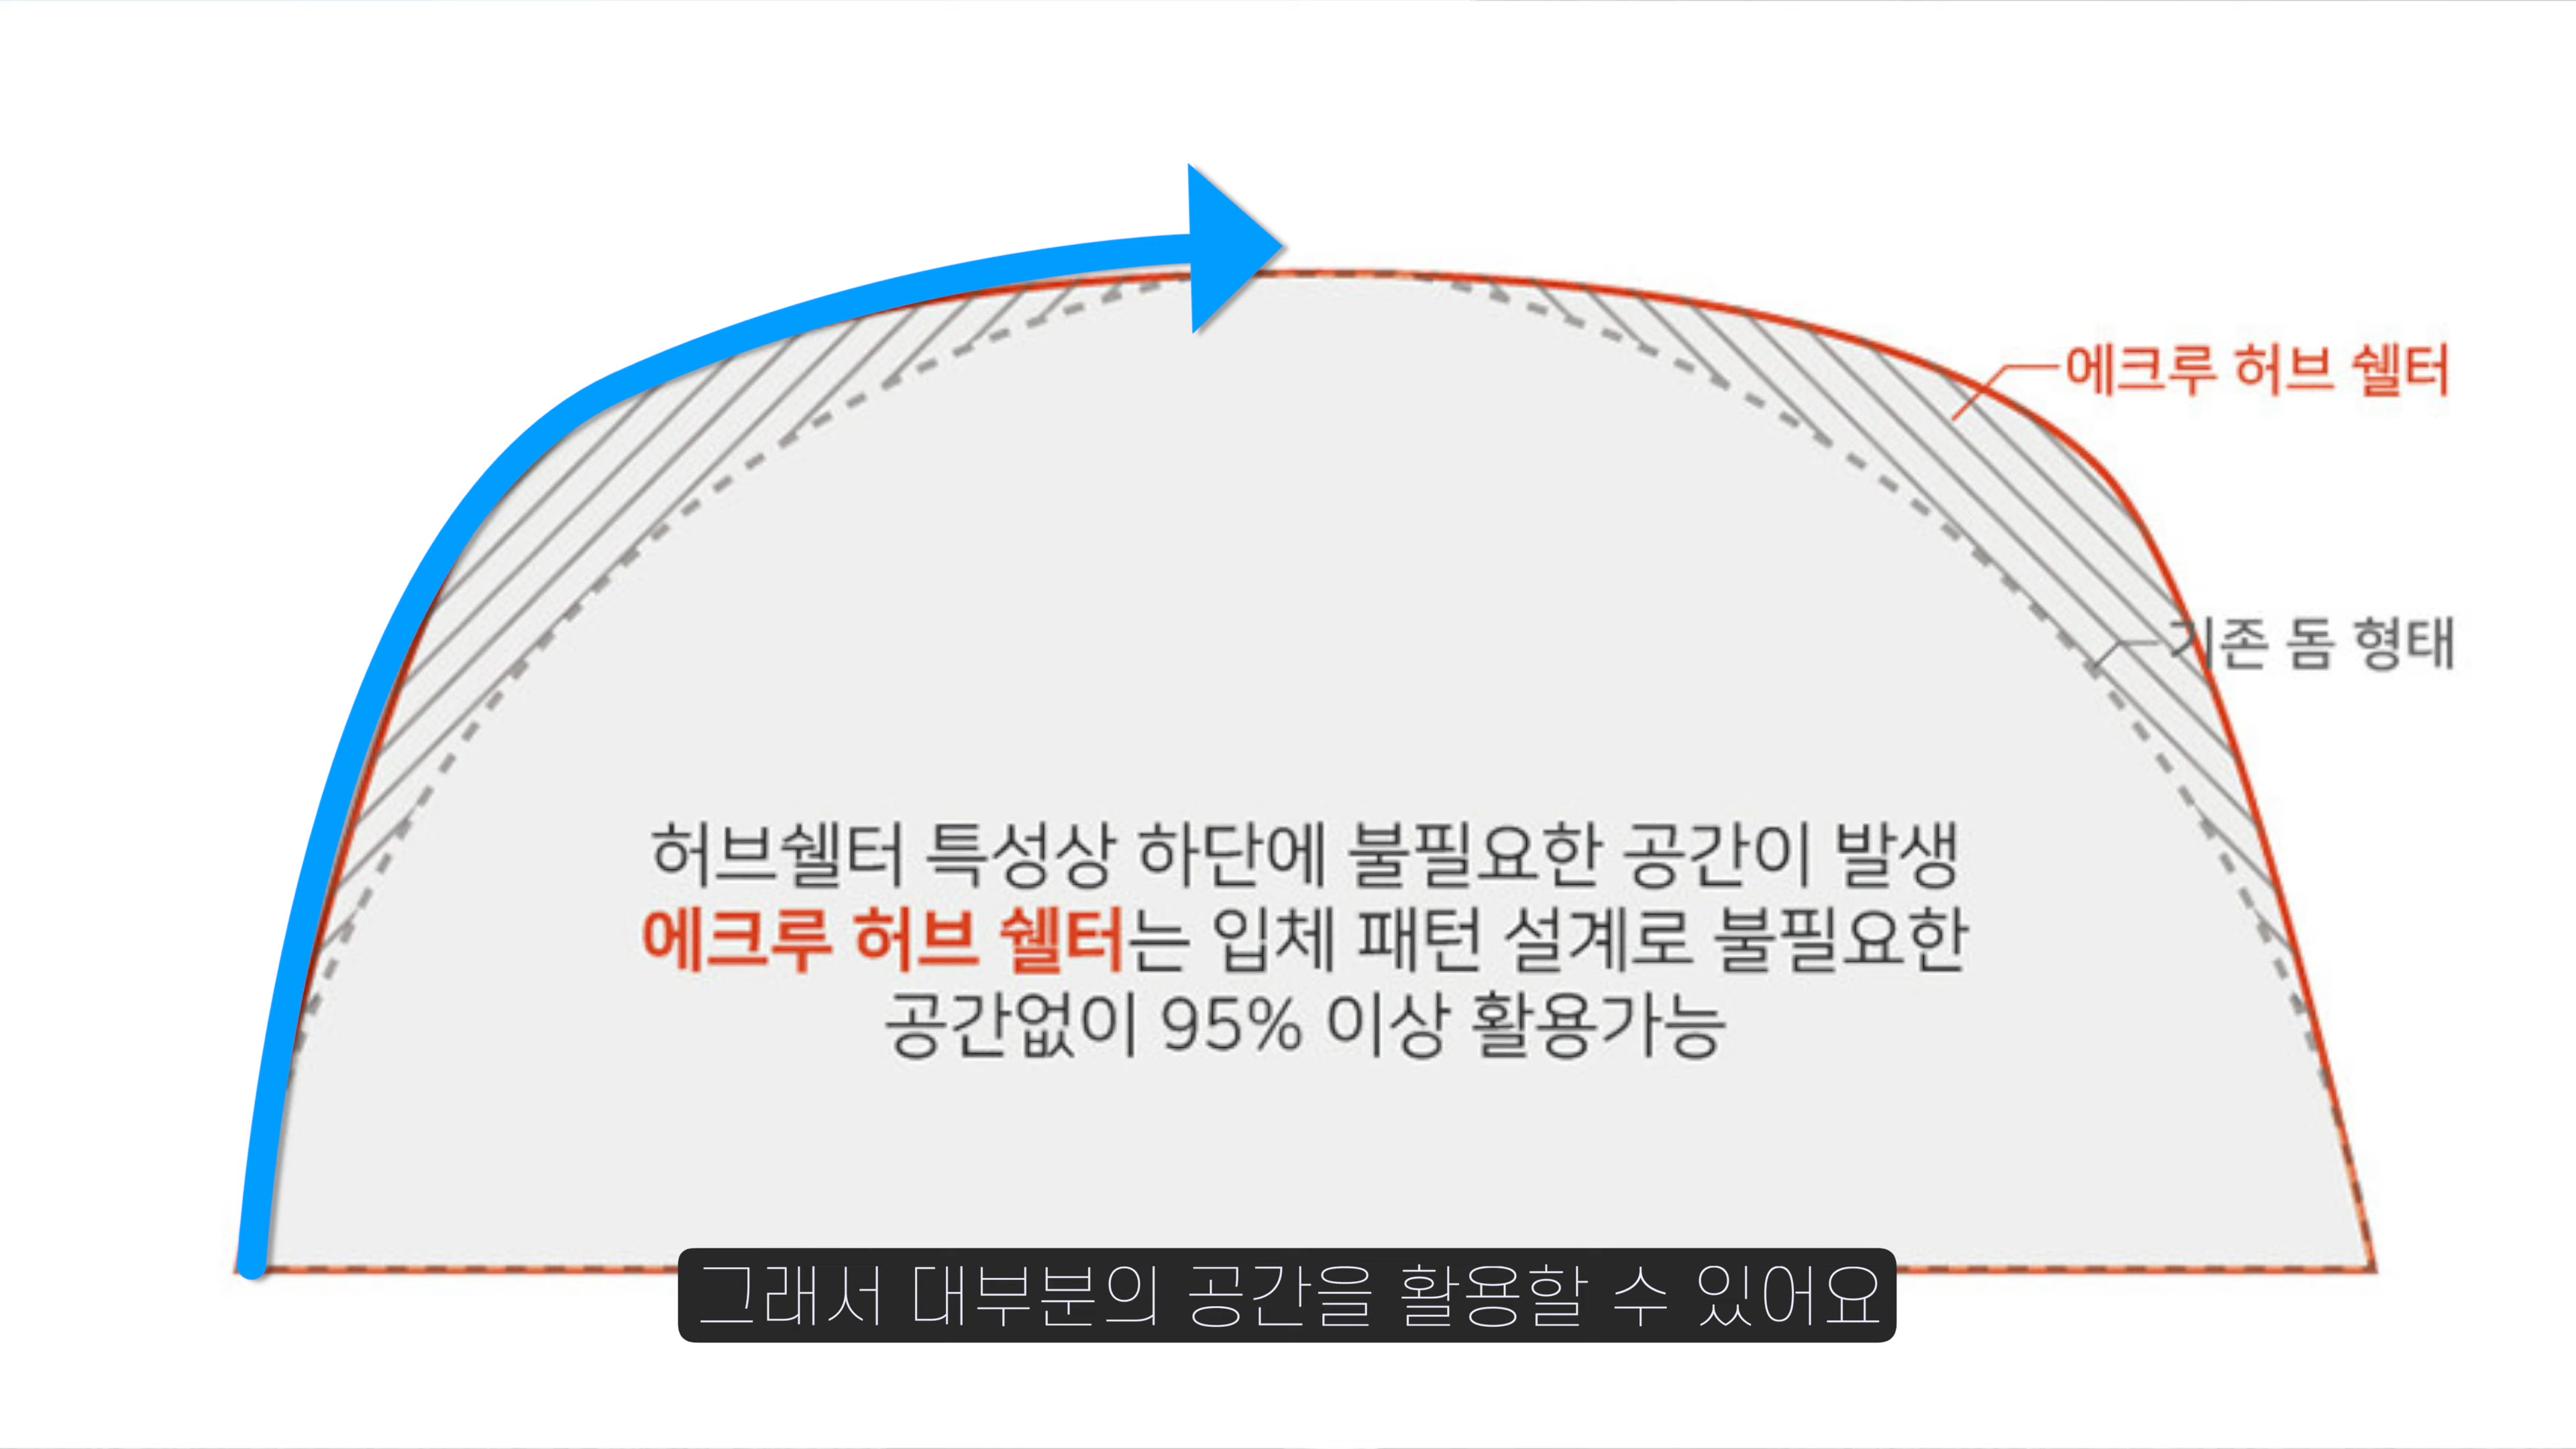 에크루 허브 쉘터
기존 돔 형태
허브쉘터 특성상 하단에 불필요한 공간이 발생
에크루 허브 쉘터는 입체 패턴 설계로 불필요한
공간없이 95% 이상 활용가능
그래서 대부분의 공간을 활용할 수 있어요